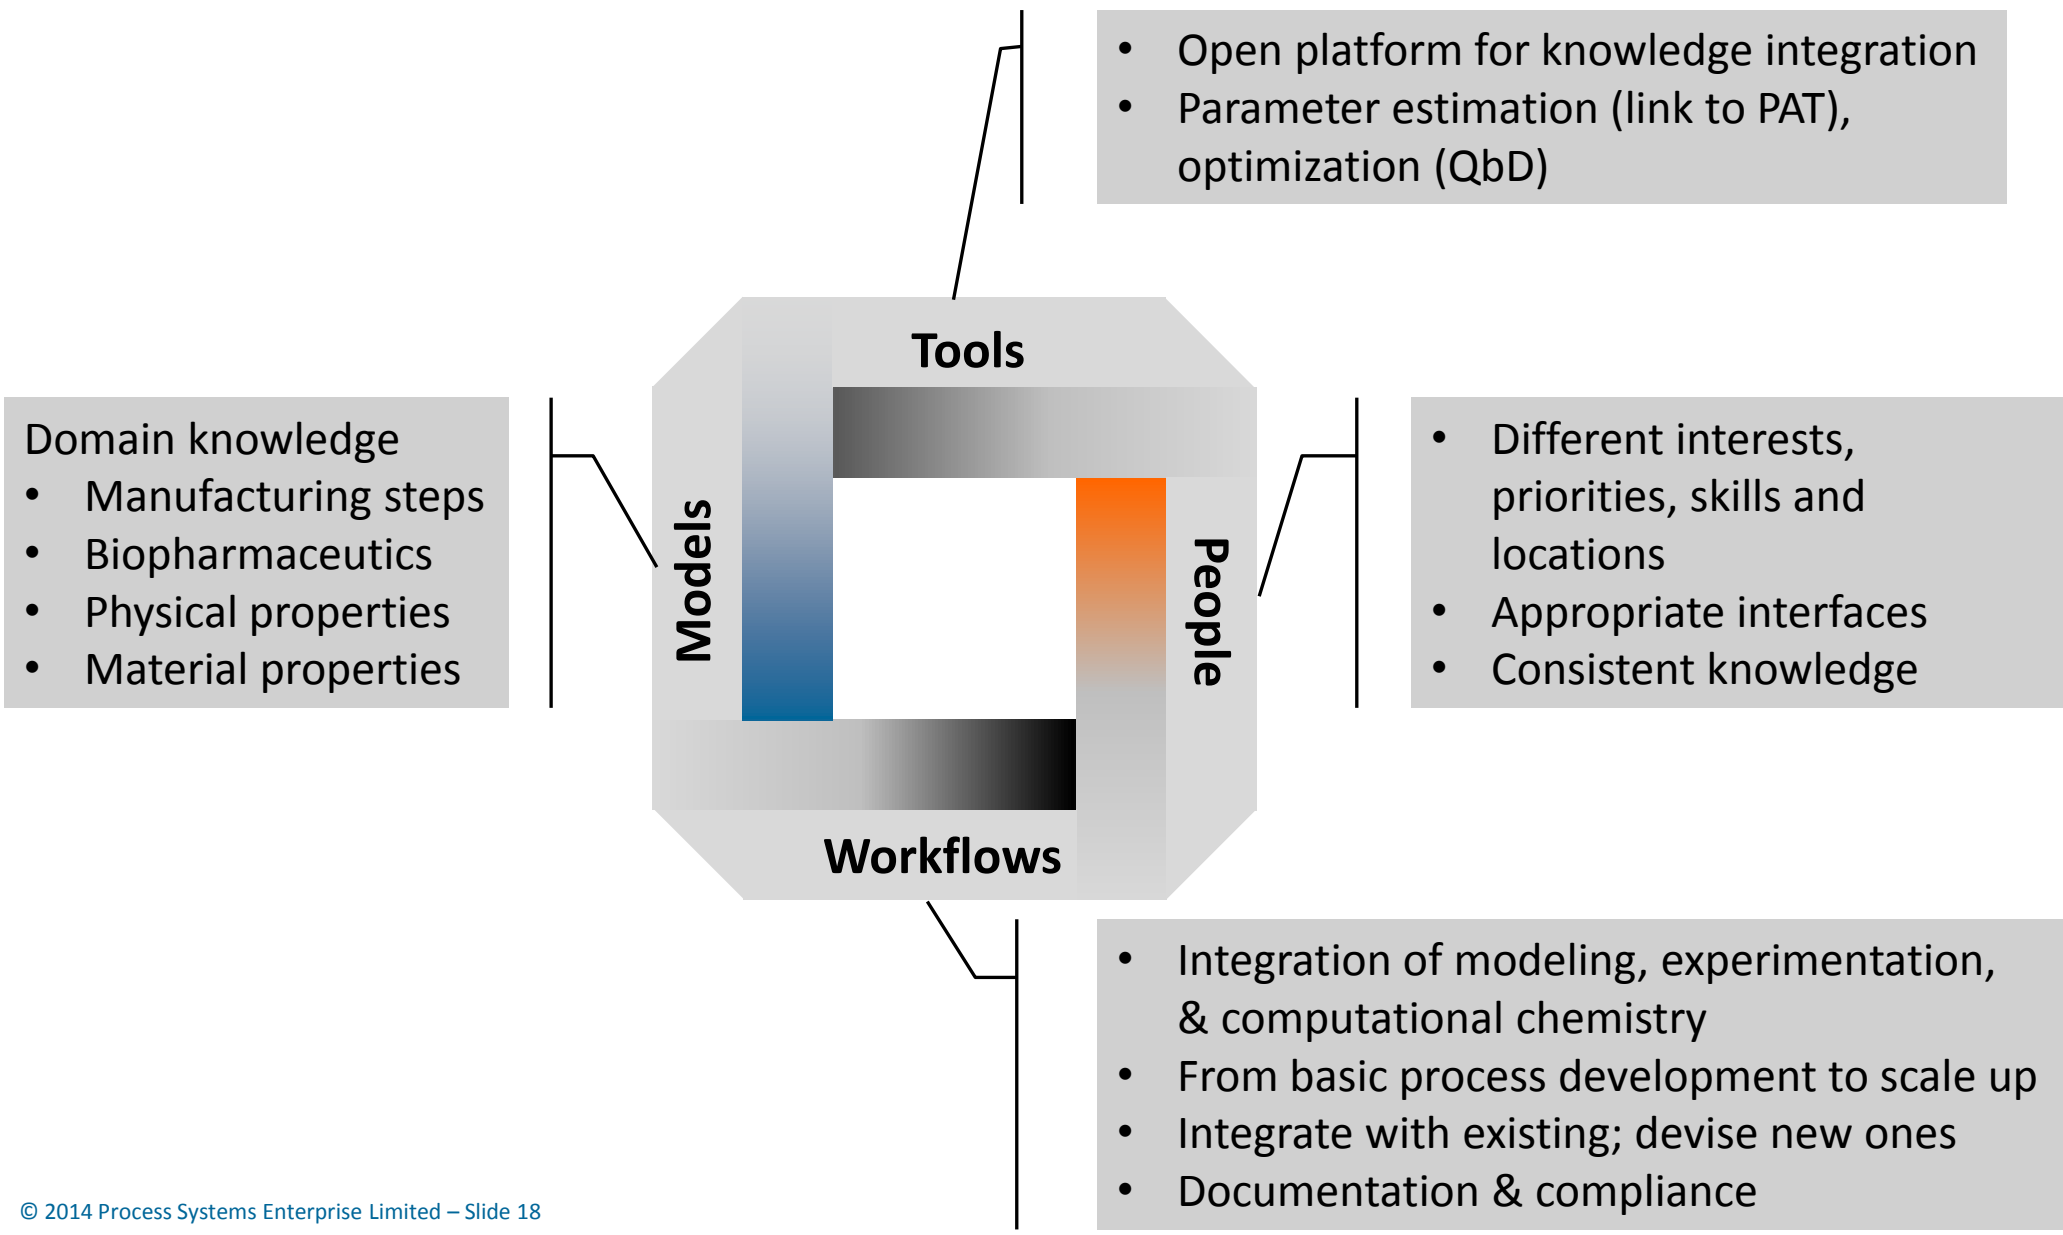 • Open platform for knowledge integration
• Parameter estimation (link to PAT),
optimization (QbD)
Tools
Domain knowledge
• Manufacturing steps
• Biopharmaceutics
• Physical properties
• Material properties
Models
People
• Different interests,
priorities, skills and
locations
• Appropriate interfaces
• Consistent knowledge
Workflows
• Integration of modeling, experimentation,
& computational chemistry
• From basic process development to scale up
• Integrate with existing; devise new ones
• Documentation & compliance
© 2014 Process Systems Enterprise Limited – Slide 18